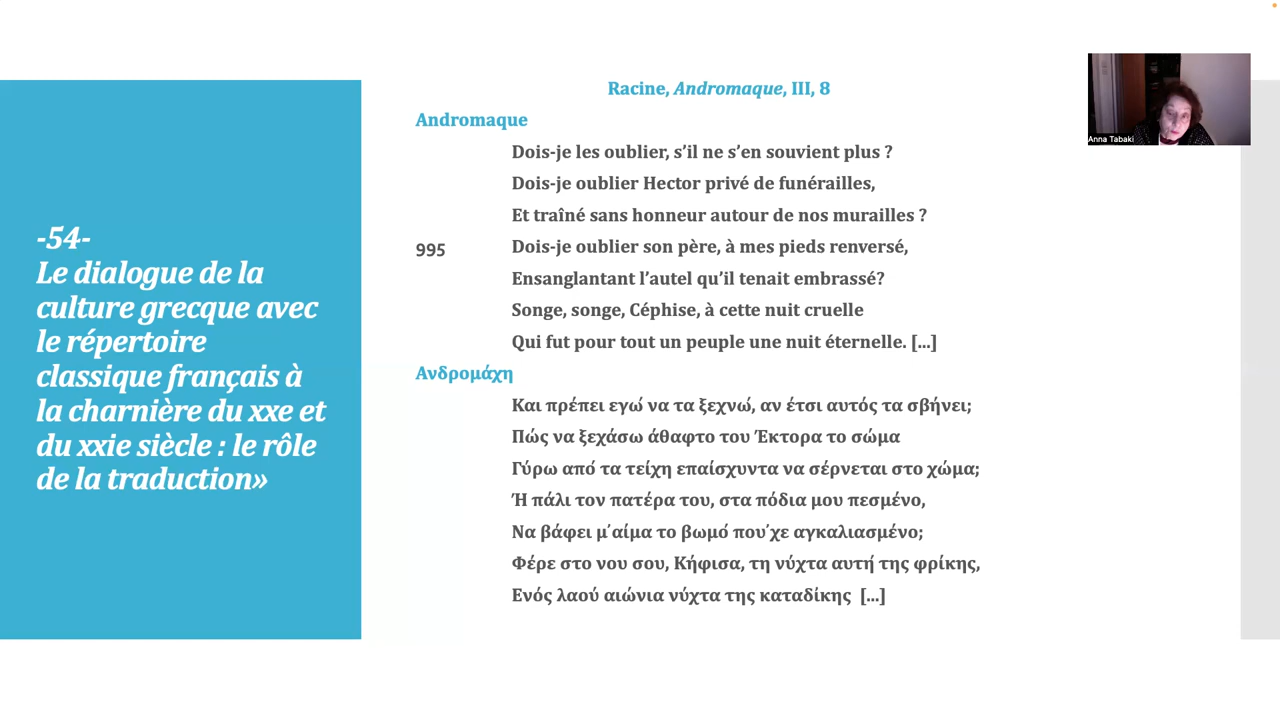 -54-
Le dialogue de la
culture grecque avec
le répertoire
classique français à
la charnière du xxe et
du xxie siècle : le rôle
de la traduction»
Racine, Andromaque, III, 8
Andromaque
Dois-je les oublier, s’il ne s’en souvient plus ?
Dois-je oublier Hector privé de funérailles,
Et traîné sans honneur autour de nos murailles ?
995 Dois-je oublier son père, à mes pieds renversé,
Ensanglantant l’autel qu’il tenait embrassé?
Songe, songe, Céphise, à cette nuit cruelle
Qui fut pour tout un peuple une nuit éternelle. [...]
Ανδρομάχη
Και πρέπει εγώ να τα ξεχνώ, αν έτσι αυτός τα σβήνει;
Πώς να ξεχάσω άθαφτο του Έκτορα το σώμα
Γύρω από τα τείχη επαίσχυντα να σέρνεται στο χώμα;
Ή πάλι τον πατέρα του, στα πόδια μου πεσμένο,
Να βάφει μ΄αίμα το βωμό που΄χε αγκαλιασμένο;
Φέρε στο νου σου, Κήφισα, τη νύχτα αυτή της φρίκης,
Ενός λαού αιώνια νύχτα της καταδίκης [...]
Anna Tabaki